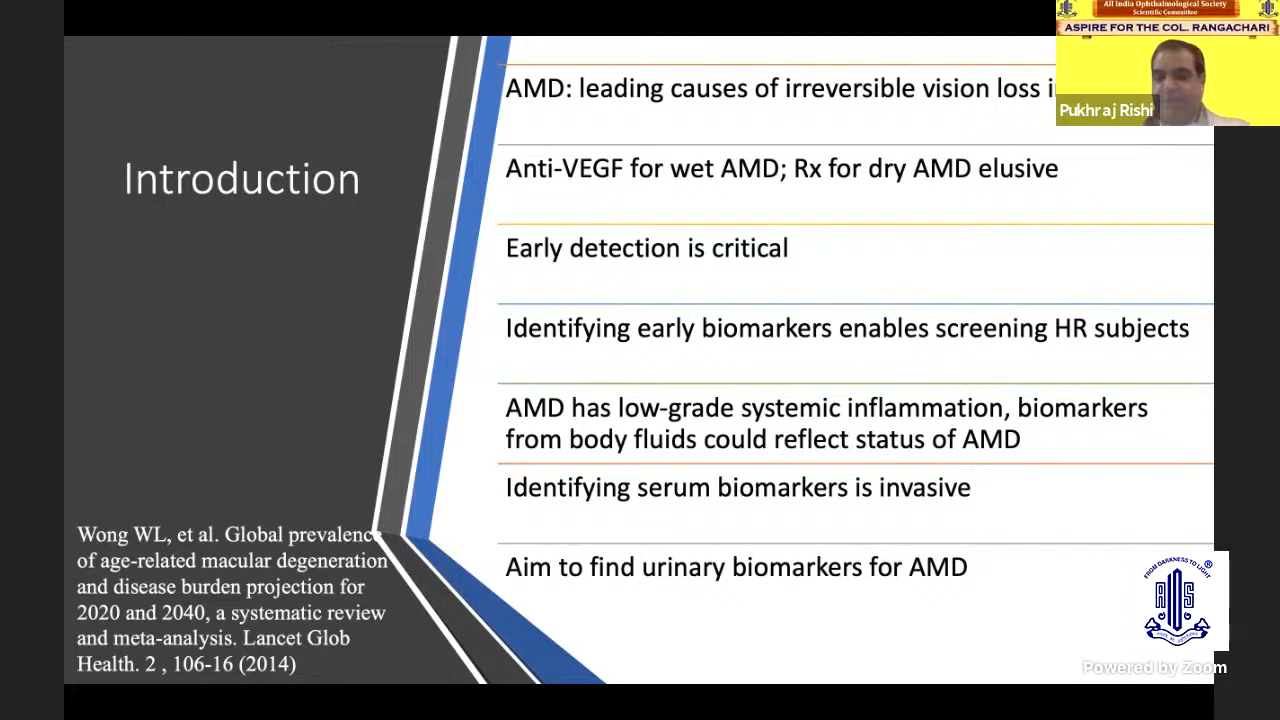 All India Ophthalmological Society
Scientific Committee
ASPIRE FOR THE COL. RANGACHARI
Pukhraj Rishi
Introduction
AMD: leading causes of irreversible vision loss
Anti-VEGF for wet AMD; Rx for dry AMD elusive
Early detection is critical
Identifying early biomarkers enables screening HR subjects
AMD has low-grade systemic inflammation, biomarkers
from body fluids could reflect status of AMD
Identifying serum biomarkers is invasive
Aim to find urinary biomarkers for AMD
Wong WL, et al. Global prevalence
of age-related macular degeneration
and disease burden projection for
2020 and 2040, a systematic review
and meta-analysis. Lancet Glob
Health. 2 , 106-16 (2014)
FROM DARKNESS TO LIGHT
®
AIOS
Powered by Zoom